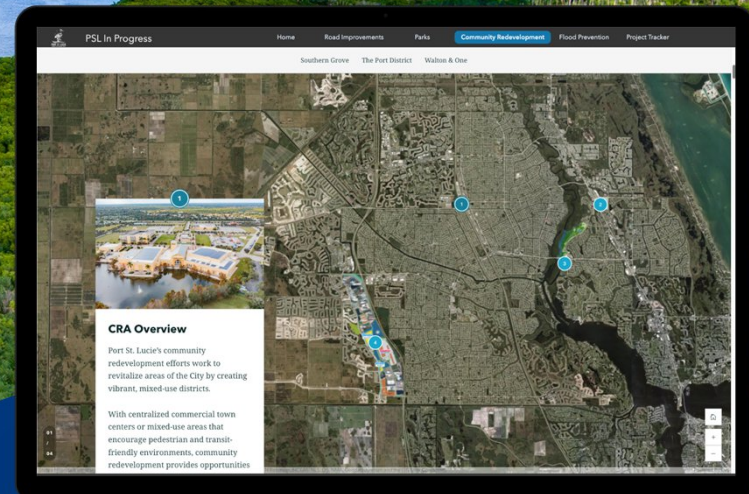 PSL In Progress
Home
Road Improvements
Parks
Community Redevelopment
Flood Prevention
Project Tracker
Southern Grove
The Port District
Walton & One
1
1
2
3
4
CRA Overview
Port St. Lucie's community
redevelopment efforts work to
revitalize areas of the City by creating
vibrant, mixed-use districts.
With centralized commercial town
centers or mixed-use areas that
encourage pedestrian and transit-
friendly environments, community
redevelopment provides opportunities
01
/
04
+
−